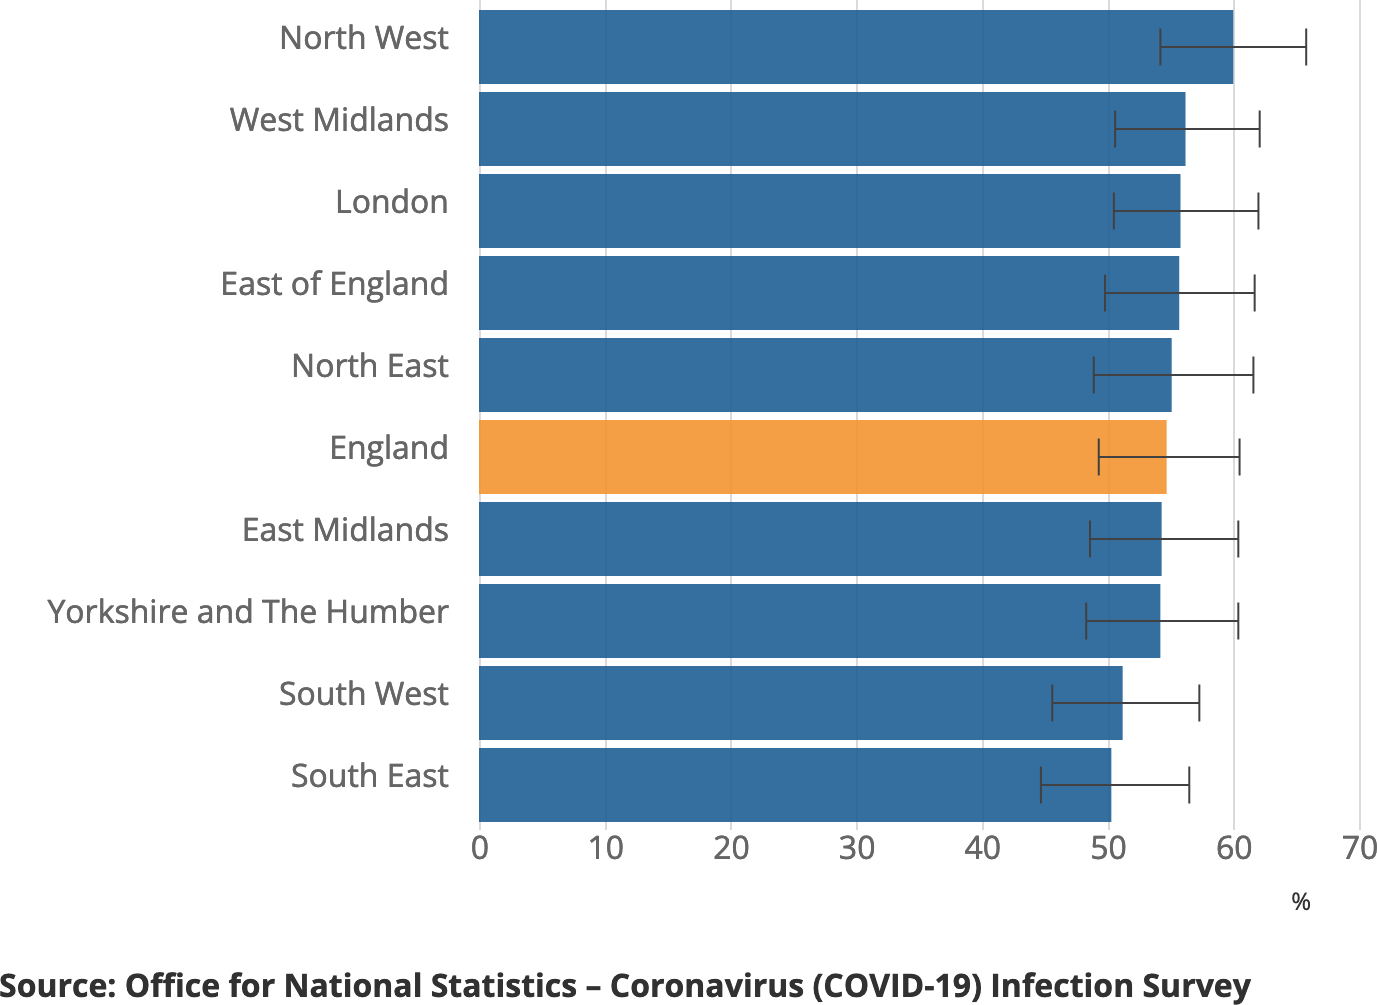 North West
West Midlands
London
East of England
North East
England
East Midlands
Yorkshire and The Humber
South West
South East
0 10 20 30 40 50 60 70
%
Source: Office for National Statistics – Coronavirus (COVID-19) Infection Survey